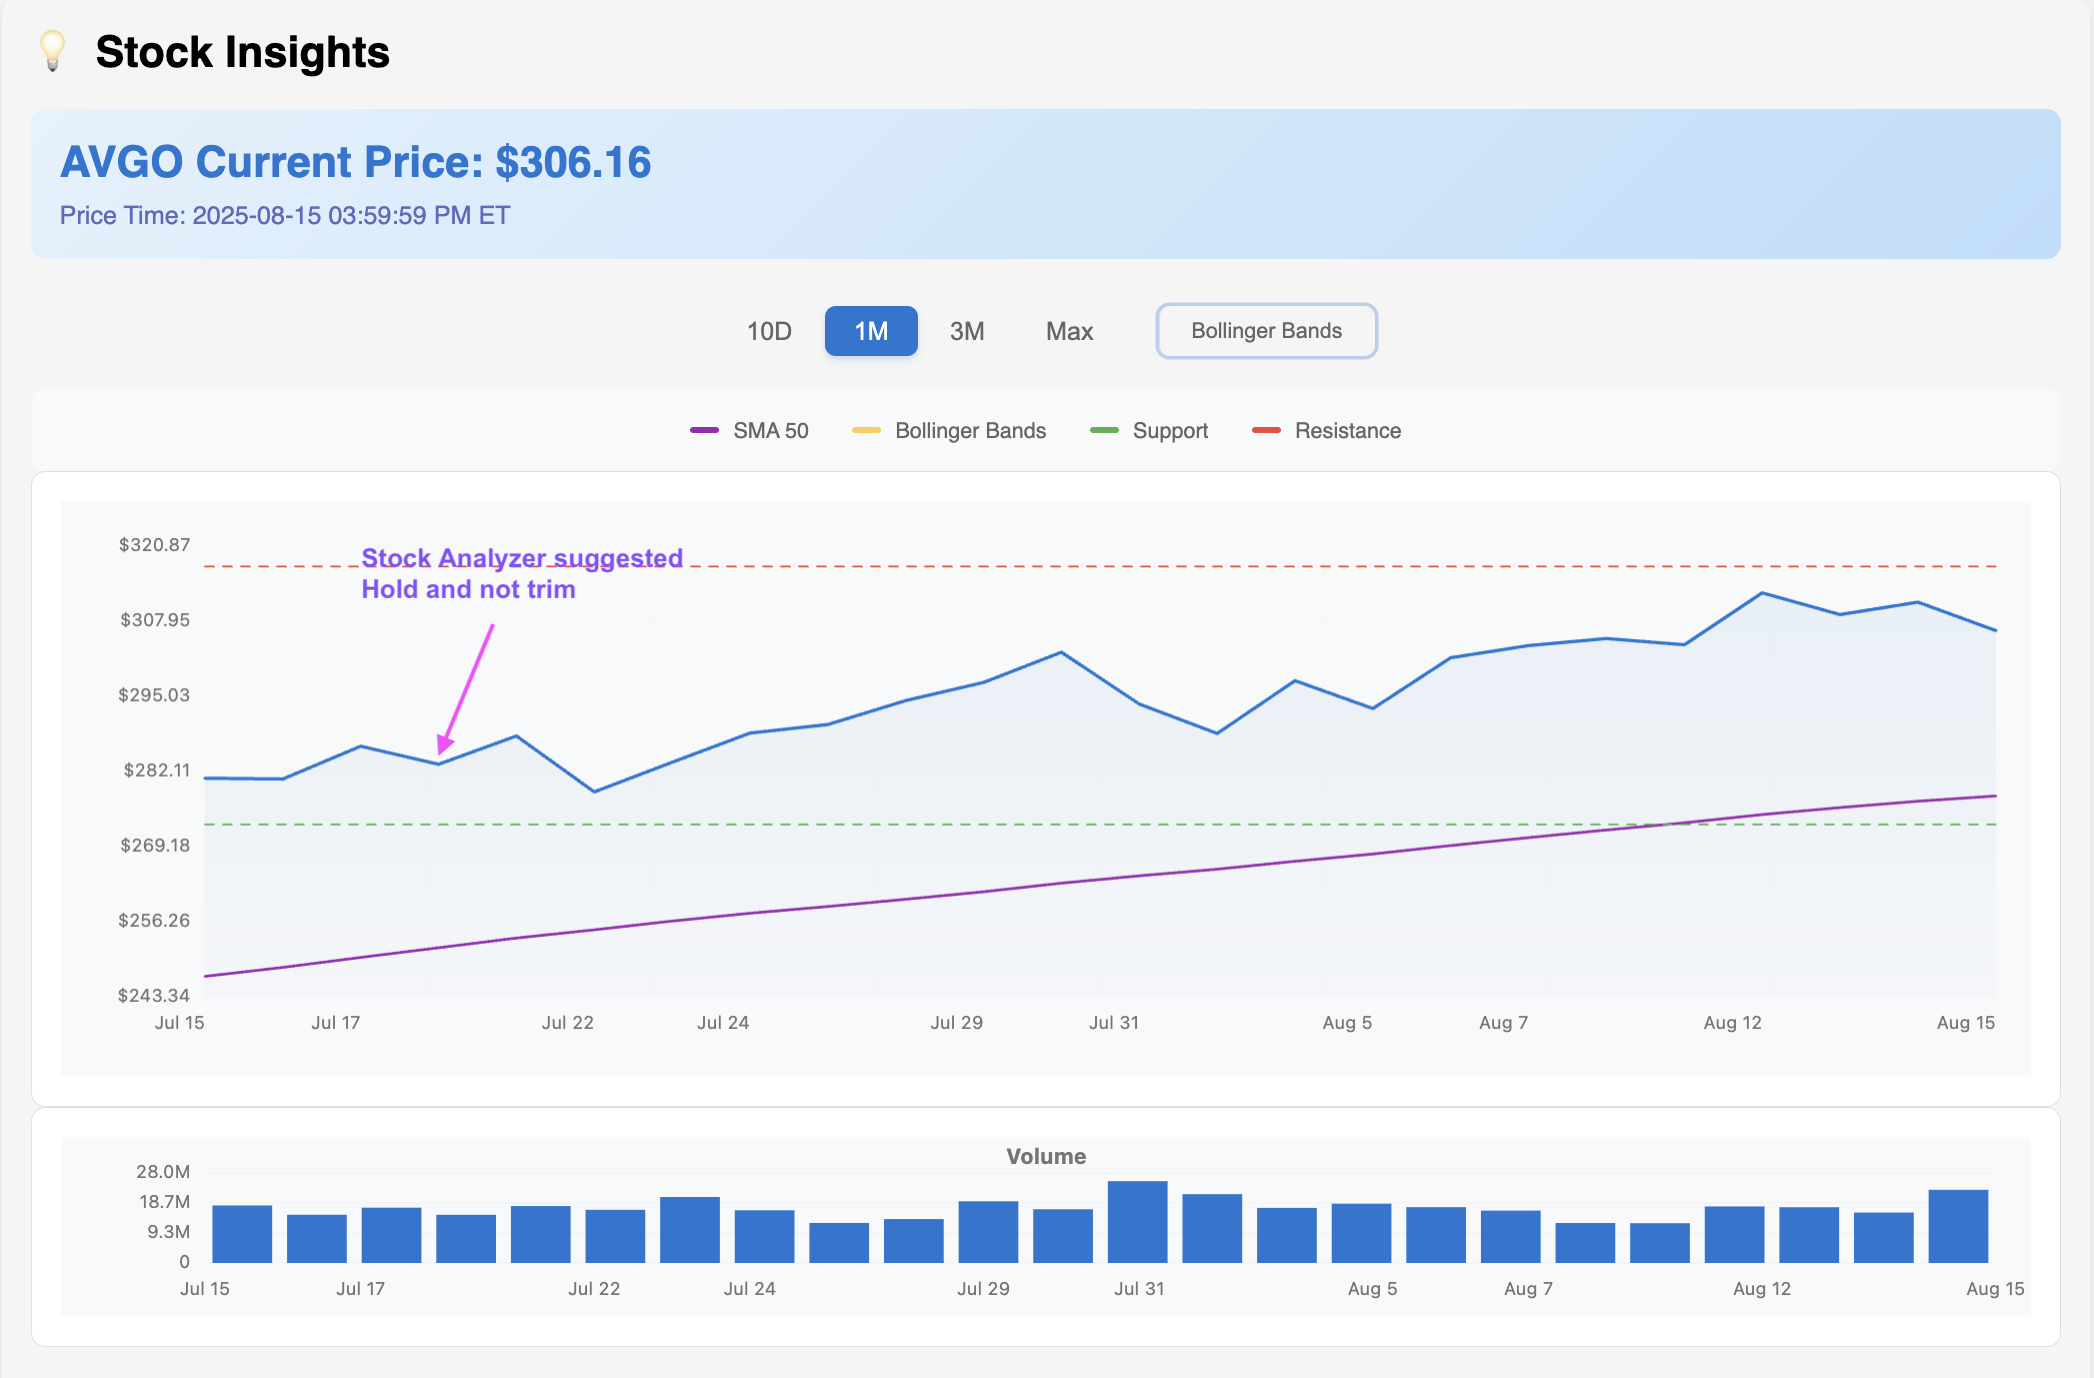 Stock Insights
AVGO Current Price: $306.16
Price Time: 2025-08-15 03:59:59 PM ET
10D 1M 3M Max Bollinger Bands
SMA 50 Bollinger Bands Support Resistance
Stock Analyzer suggested
Hold and not trim
$320.87
$307.95
$295.03
$282.11
$269.18
$256.26
$243.34
Jul 15 Jul 17 Jul 22 Jul 24 Jul 29 Jul 31 Aug 5 Aug 7 Aug 12 Aug 15
Volume
28.0M
18.7M
9.3M
0
Jul 15 Jul 17 Jul 22 Jul 24 Jul 29 Jul 31 Aug 5 Aug 7 Aug 12 Aug 15